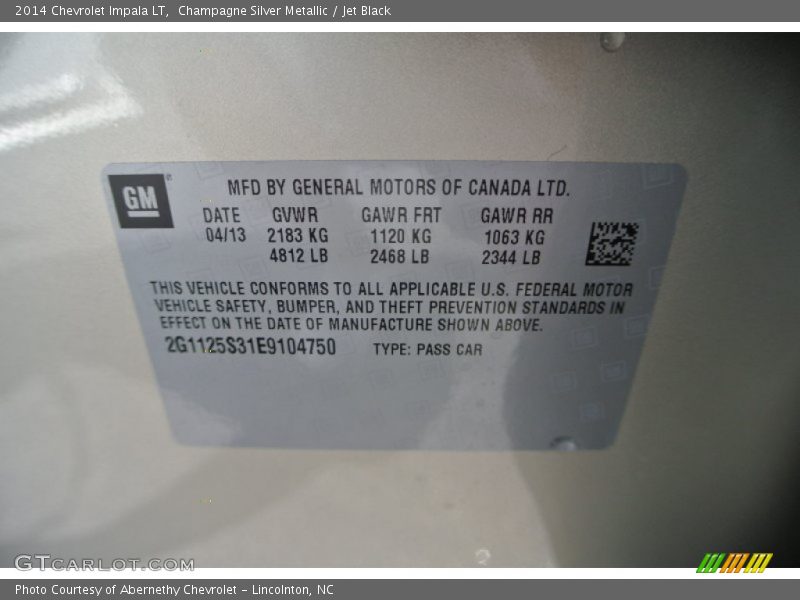 2014 Chevrolet Impala LT,  Champagne Silver Metallic / Jet Black
GM
MFD BY GENERAL MOTORS OF CANADA LTD.
DATE GVWR GAWR FRT GAWR RR
04/13 2183 KG 1120 KG 1063 KG
4812 LB 2468 LB 2344 LB
THIS VEHICLE CONFORMS TO ALL APPLICABLE U.S. FEDERAL MOTOR
VEHICLE SAFETY, BUMPER, AND THEFT PREVENTION STANDARDS IN
EFFECT ON THE DATE OF MANUFACTURE SHOWN ABOVE.
2G1125S31E9104750 TYPE: PASS CAR
GTCARLOT.COM
Photo Courtesy of Abernethy Chevrolet – Lincolnton, NC